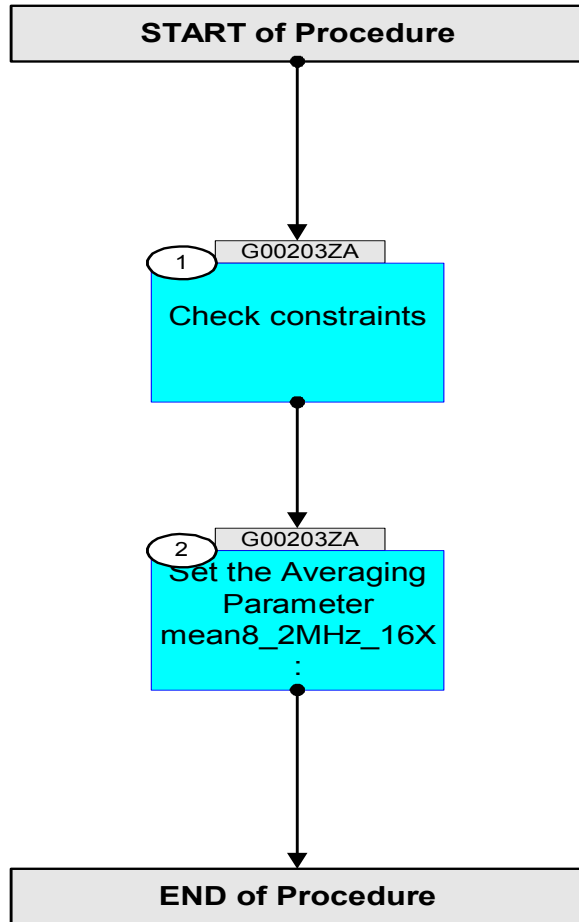 START of Procedure
G00203ZA
1
Check constraints
G00203ZA
2
Set the Averaging
Parameter
mean8_2MHz_16X
:
END of Procedure